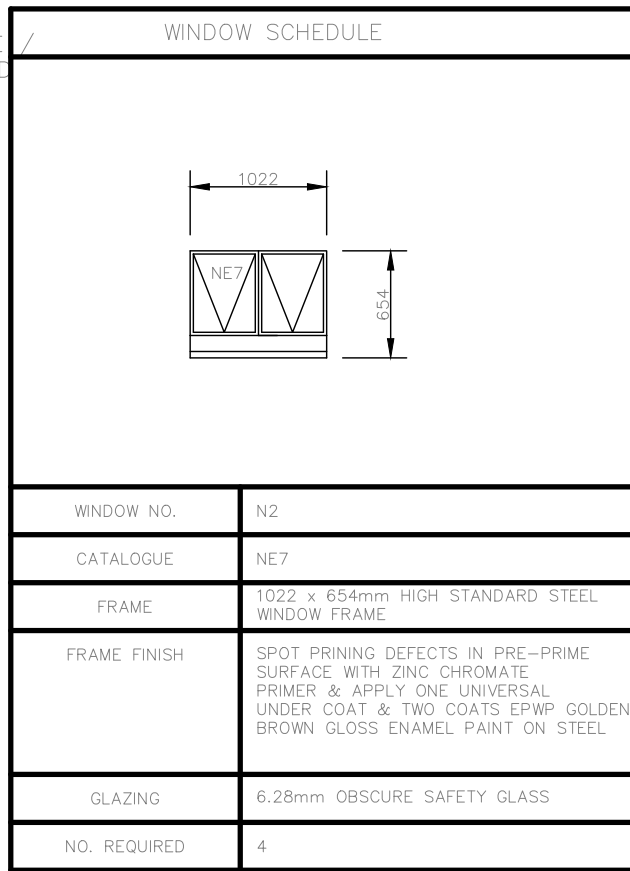 WINDOW SCHEDULE
1022
NE7
654
WINDOW NO.
N2
CATALOGUE
NE7
FRAME
1022 x 654mm HIGH STANDARD STEEL
WINDOW FRAME
FRAME FINISH
SPOT PRINING DEFECTS IN PRE-PRIME
SURFACE WITH ZINC CHROMATE
PRIMER & APPLY ONE UNIVERSAL
UNDER COAT & TWO COATS EPWP GOLDEN
BROWN GLOSS ENAMEL PAINT ON STEEL
GLAZING
6.28mm OBSCURE SAFETY GLASS
NO. REQUIRED
4